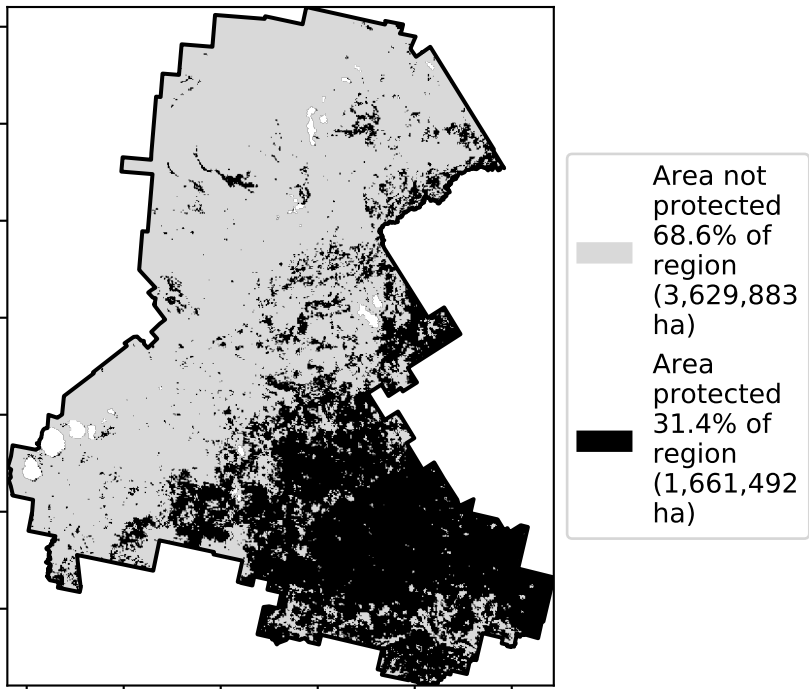 Area not
protected
68.6% of
region
(3,629,883
ha)
Area
protected
31.4% of
region
(1,661,492
ha)